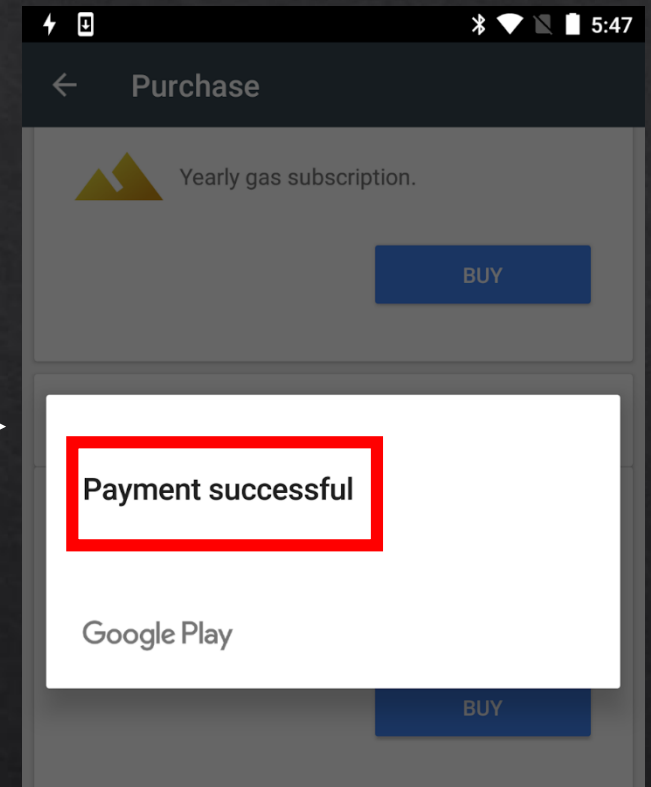 5:47
Purchase
Yearly gas subscription.
BUY
Payment successful
Google Play
BUY